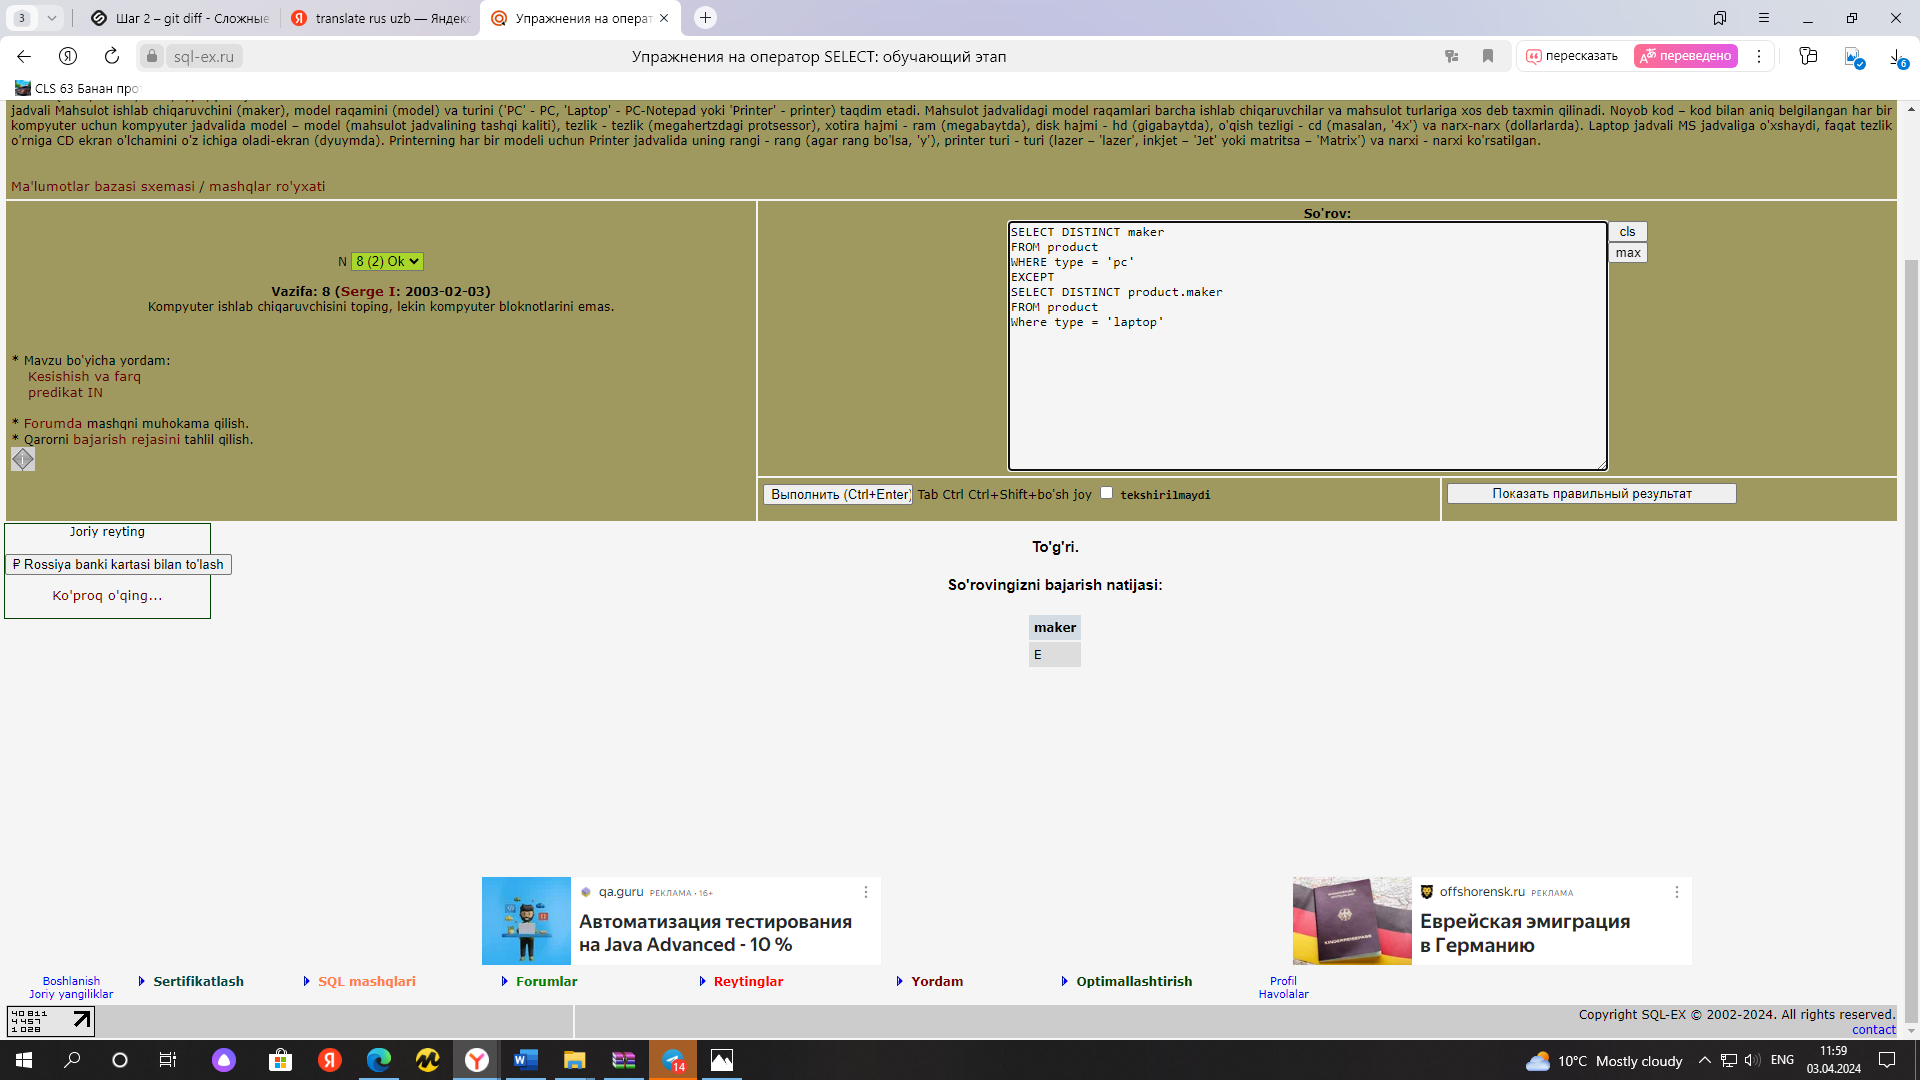 3
Шаг 2 – git diff - Сложные
translate rus uzb — Яндекс
Упражнения на операт
sql-ex.ru
Упражнения на оператор SELECT: обучающий этап
пересказать
переведено
6
CLS 63 Банан про
jadvali Mahsulot ishlab chiqaruvchini (maker), model raqamini (model) va turini ('PC' - PC, 'Laptop' - PC-Notepad yoki 'Printer' - printer) taqdim etadi. Mahsulot jadvalidagi model raqamlari barcha ishlab chiqaruvchilar va mahsulot turlariga xos deb taxmin qilinadi. Noyob kod – kod bilan aniq belgilangan har bir
kompyuter uchun kompyuter jadvalida model – model (mahsulot jadvalining tashqi kaliti), tezlik - tezlik (megahertzdagi protsessor), xotira hajmi - ram (megabaytda), disk hajmi - hd (gigabaytda), o'qish tezligi - cd (masalan, '4x') va narx-narx (dollarlarda). Laptop jadvali MS jadvaliga o'xshaydi, faqat tezlik
o'rniga CD ekran o'lchamini o'z ichiga oladi-ekran (dyuymda). Printerning har bir modeli uchun Printer jadvalida uning rangi - rang (agar rang bo'lsa, 'y'), printer turi - turi (lazer – 'lazer', inkjet – 'Jet' yoki matritsa – 'Matrix') va narxi - narxi ko'rsatilgan.
Ma'lumotlar bazasi sxemasi / mashqlar ro'yxati
So'rov:
N 8 (2) Ok
Vazifa: 8 (Serge I: 2003-02-03)
Kompyuter ishlab chiqaruvchisini toping, lekin kompyuter bloknotlarini emas.
* Mavzu bo'yicha yordam:
Kesishish va farq
predikat IN
* Forumda mashqni muhokama qilish.
* Qarorni bajarish rejasini tahlil qilish.
SELECT DISTINCT maker
FROM product
WHERE type = 'pc'
EXCEPT
SELECT DISTINCT product.maker
FROM product
Where type = 'laptop'
cls
max
Выполнить (Ctrl+Enter) Tab Ctrl Ctrl+Shift+bo'sh joy tekshirilmaydi
Показать правильный результат
Joriy reyting
₽ Rossiya banki kartasi bilan to'lash
Ko'proq o'qing...
To'g'ri.
So'rovingizni bajarish natijasi:
maker
E
qa.guru РЕКЛАМА • 16+
Автоматизация тестирования
на Java Advanced - 10 %
offshorensk.ru РЕКЛАМА
Еврейская эмиграция
в Германию
KINDERREISEPASS
Boshlanish
Joriy yangiliklar
Sertifikatlash
SQL mashqlari
Forumlar
Reytinglar
Yordam
Optimallashtirish
Profil
Havolalar
40 811
4 457
1 028
Copyright SQL-EX © 2002-2024. All rights reserved.
contact
14
10°C Mostly cloudy
ENG
11:59
03.04.2024